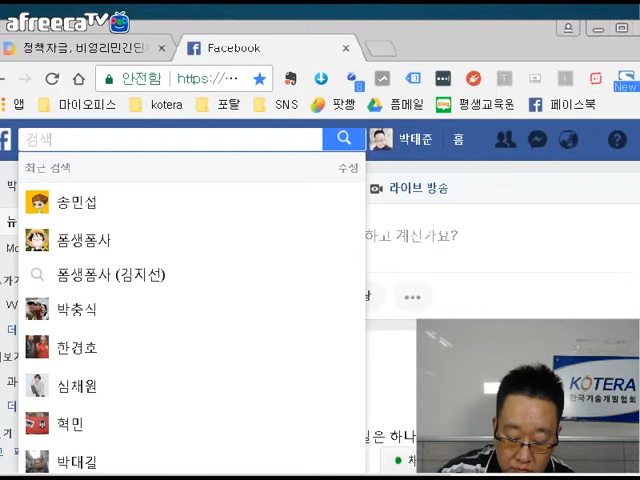 afreecaTV
정책자금, 비영리민간단
Facebook
안전함
https://···
8
New
앱
마이오피스
kotera
포탈
SNS
팟빵
플메일
평생교육원
페이스북
검색
박태준
홈
최근 검색
수정
라이브 방송
송민섭
폼생폼사
하고 계신가요?
폼생폼사 (김지선)
박충식
한경호
심채원
혁민
박대길
은 하나
KOTERA
한국기술개발협회